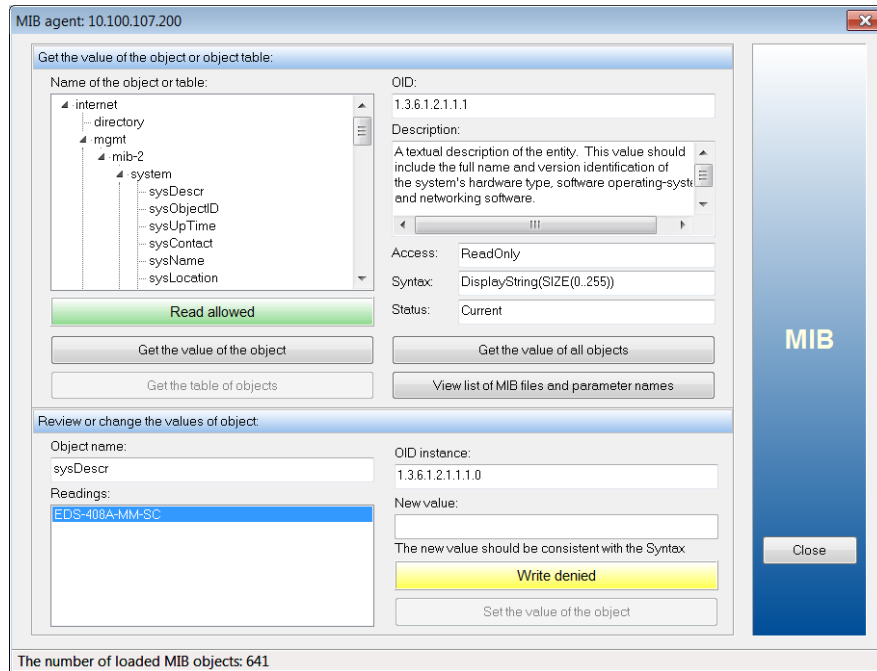 MIB agent: 10.100.107.200
Get the value of the object or object table:
Name of the object or table:
internet
directory
mgmt
mib-2
system
sysDescr
sysObjectID
sysUpTime
sysContact
sysName
sysLocation
Read allowed
Get the value of the object
Get the table of objects
OID:
1.3.6.1.2.1.1.1
Description:
A textual description of the entity.  This value should
include the full name and version identification of
the system's hardware type, software operating-syste
and networking software.
Access: ReadOnly
Syntax: DisplayString(SIZE(0..255))
Status: Current
Get the value of all objects
View list of MIB files and parameter names
Review or change the values of object:
Object name:
sysDescr
Readings:
EDS-408A-MM-SC
OID instance:
1.3.6.1.2.1.1.1.0
New value:
The new value should be consistent with the Syntax
Write denied
Set the value of the object
MIB
Close
The number of loaded MIB objects: 641